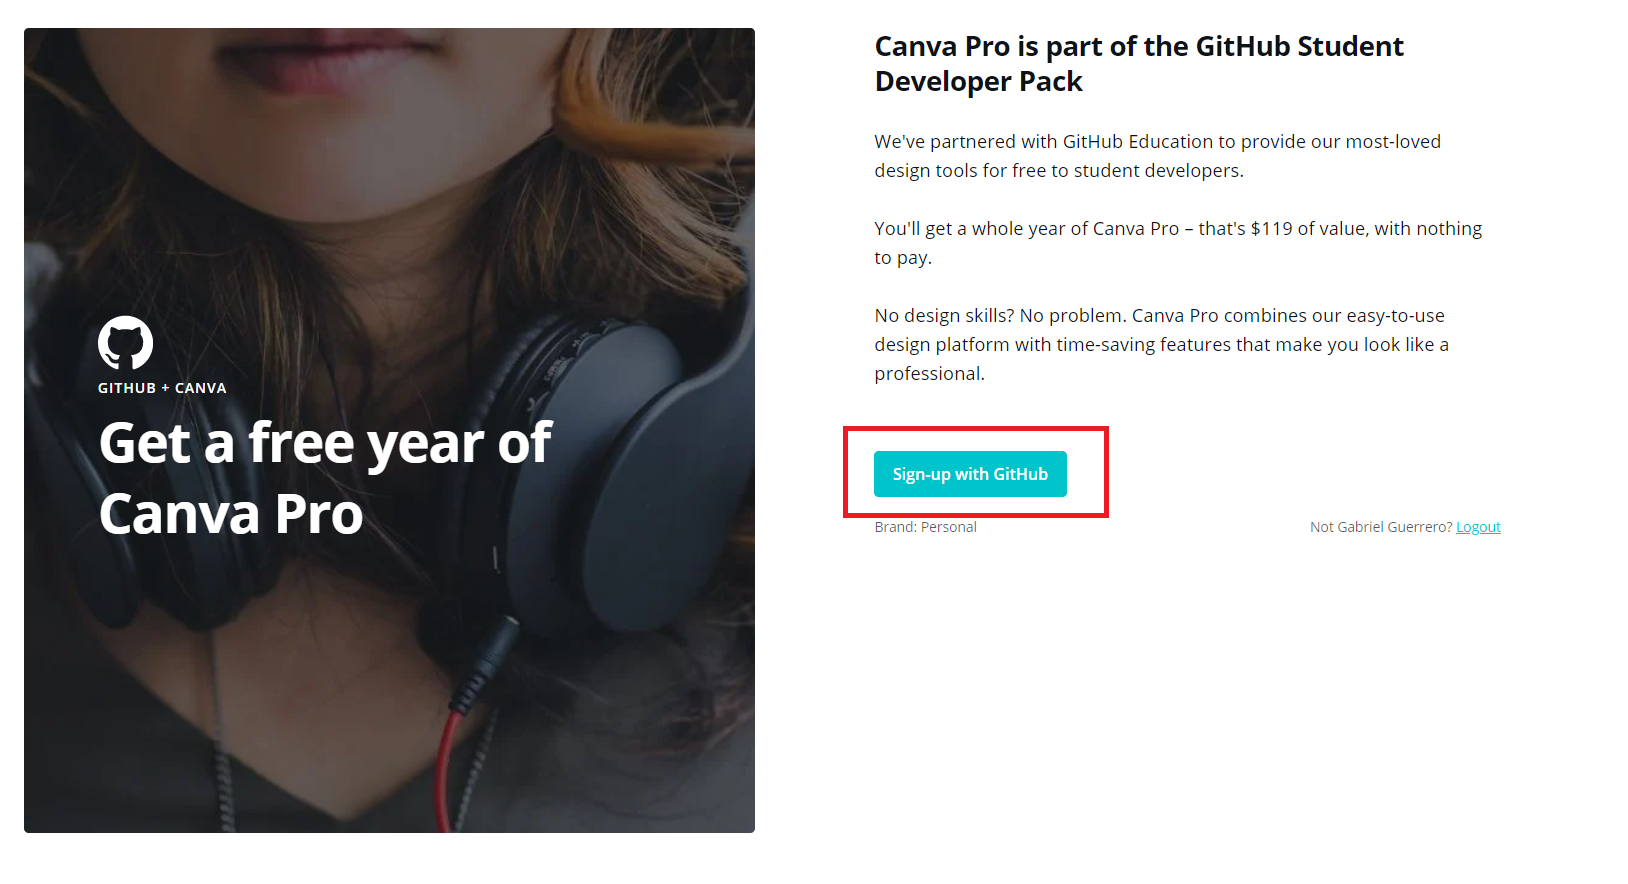 GITHUB + CANVA
Get a free year of
Canva Pro
Canva Pro is part of the GitHub Student
Developer Pack
We've partnered with GitHub Education to provide our most-loved
design tools for free to student developers.
You'll get a whole year of Canva Pro – that's $119 of value, with nothing
to pay.
No design skills? No problem. Canva Pro combines our easy-to-use
design platform with time-saving features that make you look like a
professional.
Sign-up with GitHub
Brand: Personal
Not Gabriel Guerrero? Logout